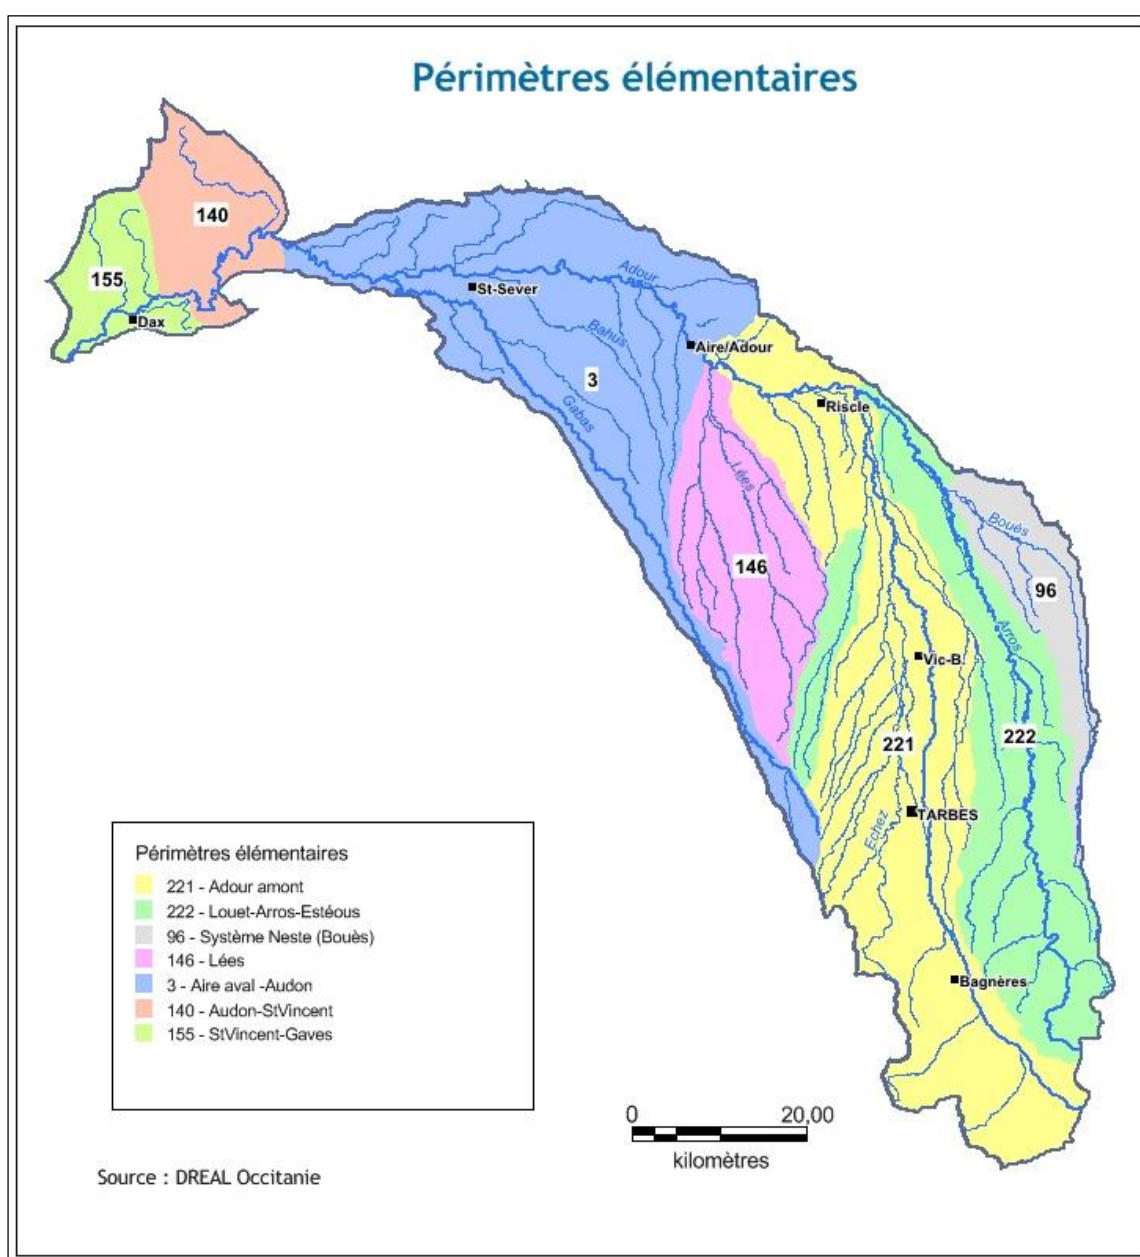 Périmètres élémentaires
140
155
Dax
St-Sever
Adour
Bahus
Aire/Adour
3
Gabas
Riscle
Lées
Bouès
146
96
Arros
Vic-B.
221
222
TARBES
Echez
Bagnères
Périmètres élémentaires
221 - Adour amont
222 - Louet-Arros-Estéous
96 - Système Neste (Bouès)
146 - Lées
3 - Aire aval -Audon
140 - Audon-StVincent
155 - StVincent-Gaves
0 20,00
kilomètres
Source : DREAL Occitanie